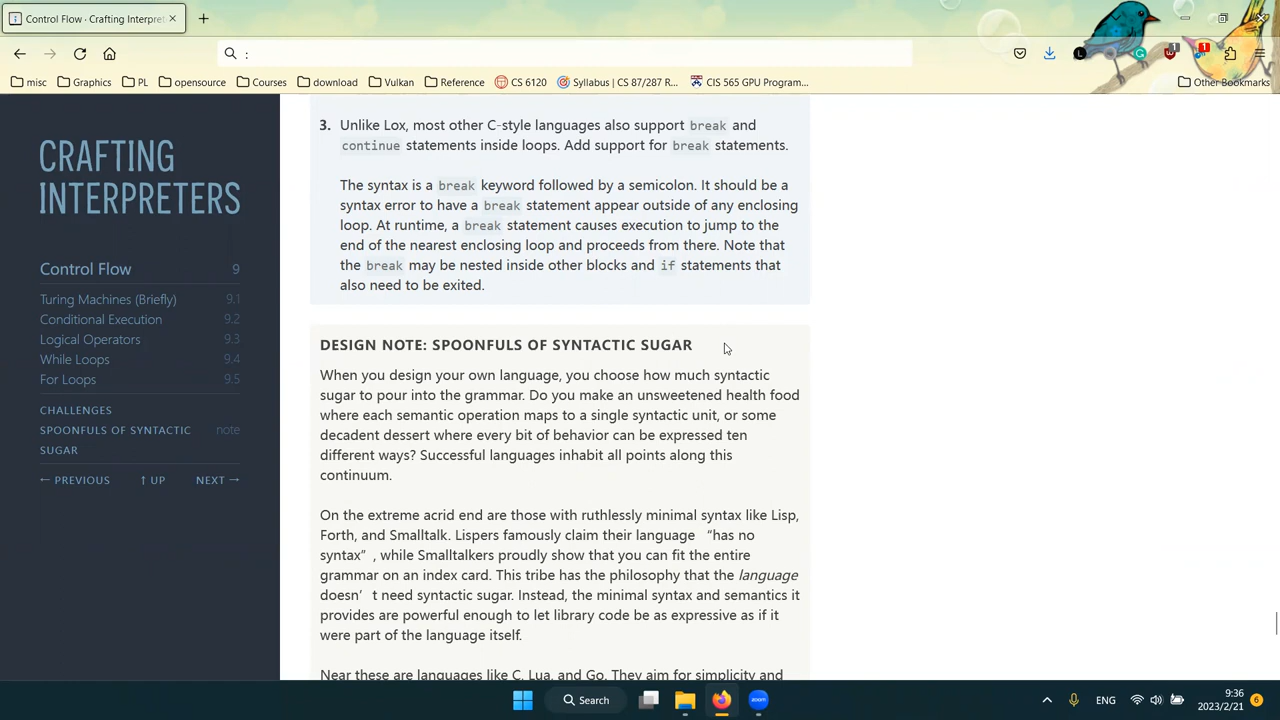 Control Flow · Crafting Interpret
:
misc
Graphics
PL
opensource
Courses
download
Vulkan
Reference
CS 6120
Syllabus | CS 87/287 R...
CIS 565 GPU Program...
Other Bookmarks
CRAFTING
INTERPRETERS
Control Flow 9
Turing Machines (Briefly) 9.1
Conditional Execution 9.2
Logical Operators 9.3
While Loops 9.4
For Loops 9.5
CHALLENGES
SPOONFULS OF SYNTACTIC note
SUGAR
← PREVIOUS ↑ UP NEXT →
3. Unlike Lox, most other C-style languages also support break and
continue statements inside loops. Add support for break statements.
The syntax is a break keyword followed by a semicolon. It should be a
syntax error to have a break statement appear outside of any enclosing
loop. At runtime, a break statement causes execution to jump to the
end of the nearest enclosing loop and proceeds from there. Note that
the break may be nested inside other blocks and if statements that
also need to be exited.
DESIGN NOTE: SPOONFULS OF SYNTACTIC SUGAR
When you design your own language, you choose how much syntactic
sugar to pour into the grammar. Do you make an unsweetened health food
where each semantic operation maps to a single syntactic unit, or some
decadent dessert where every bit of behavior can be expressed ten
different ways? Successful languages inhabit all points along this
continuum.
On the extreme acrid end are those with ruthlessly minimal syntax like Lisp,
Forth, and Smalltalk. Lispers famously claim their language “has no
syntax”, while Smalltalkers proudly show that you can fit the entire
grammar on an index card. This tribe has the philosophy that the language
doesn’t need syntactic sugar. Instead, the minimal syntax and semantics it
provides are powerful enough to let library code be as expressive as if it
were part of the language itself.
Near these are languages like C, Lua, and Go. They aim for simplicity and
Search
ENG
9:36
2023/2/21
6